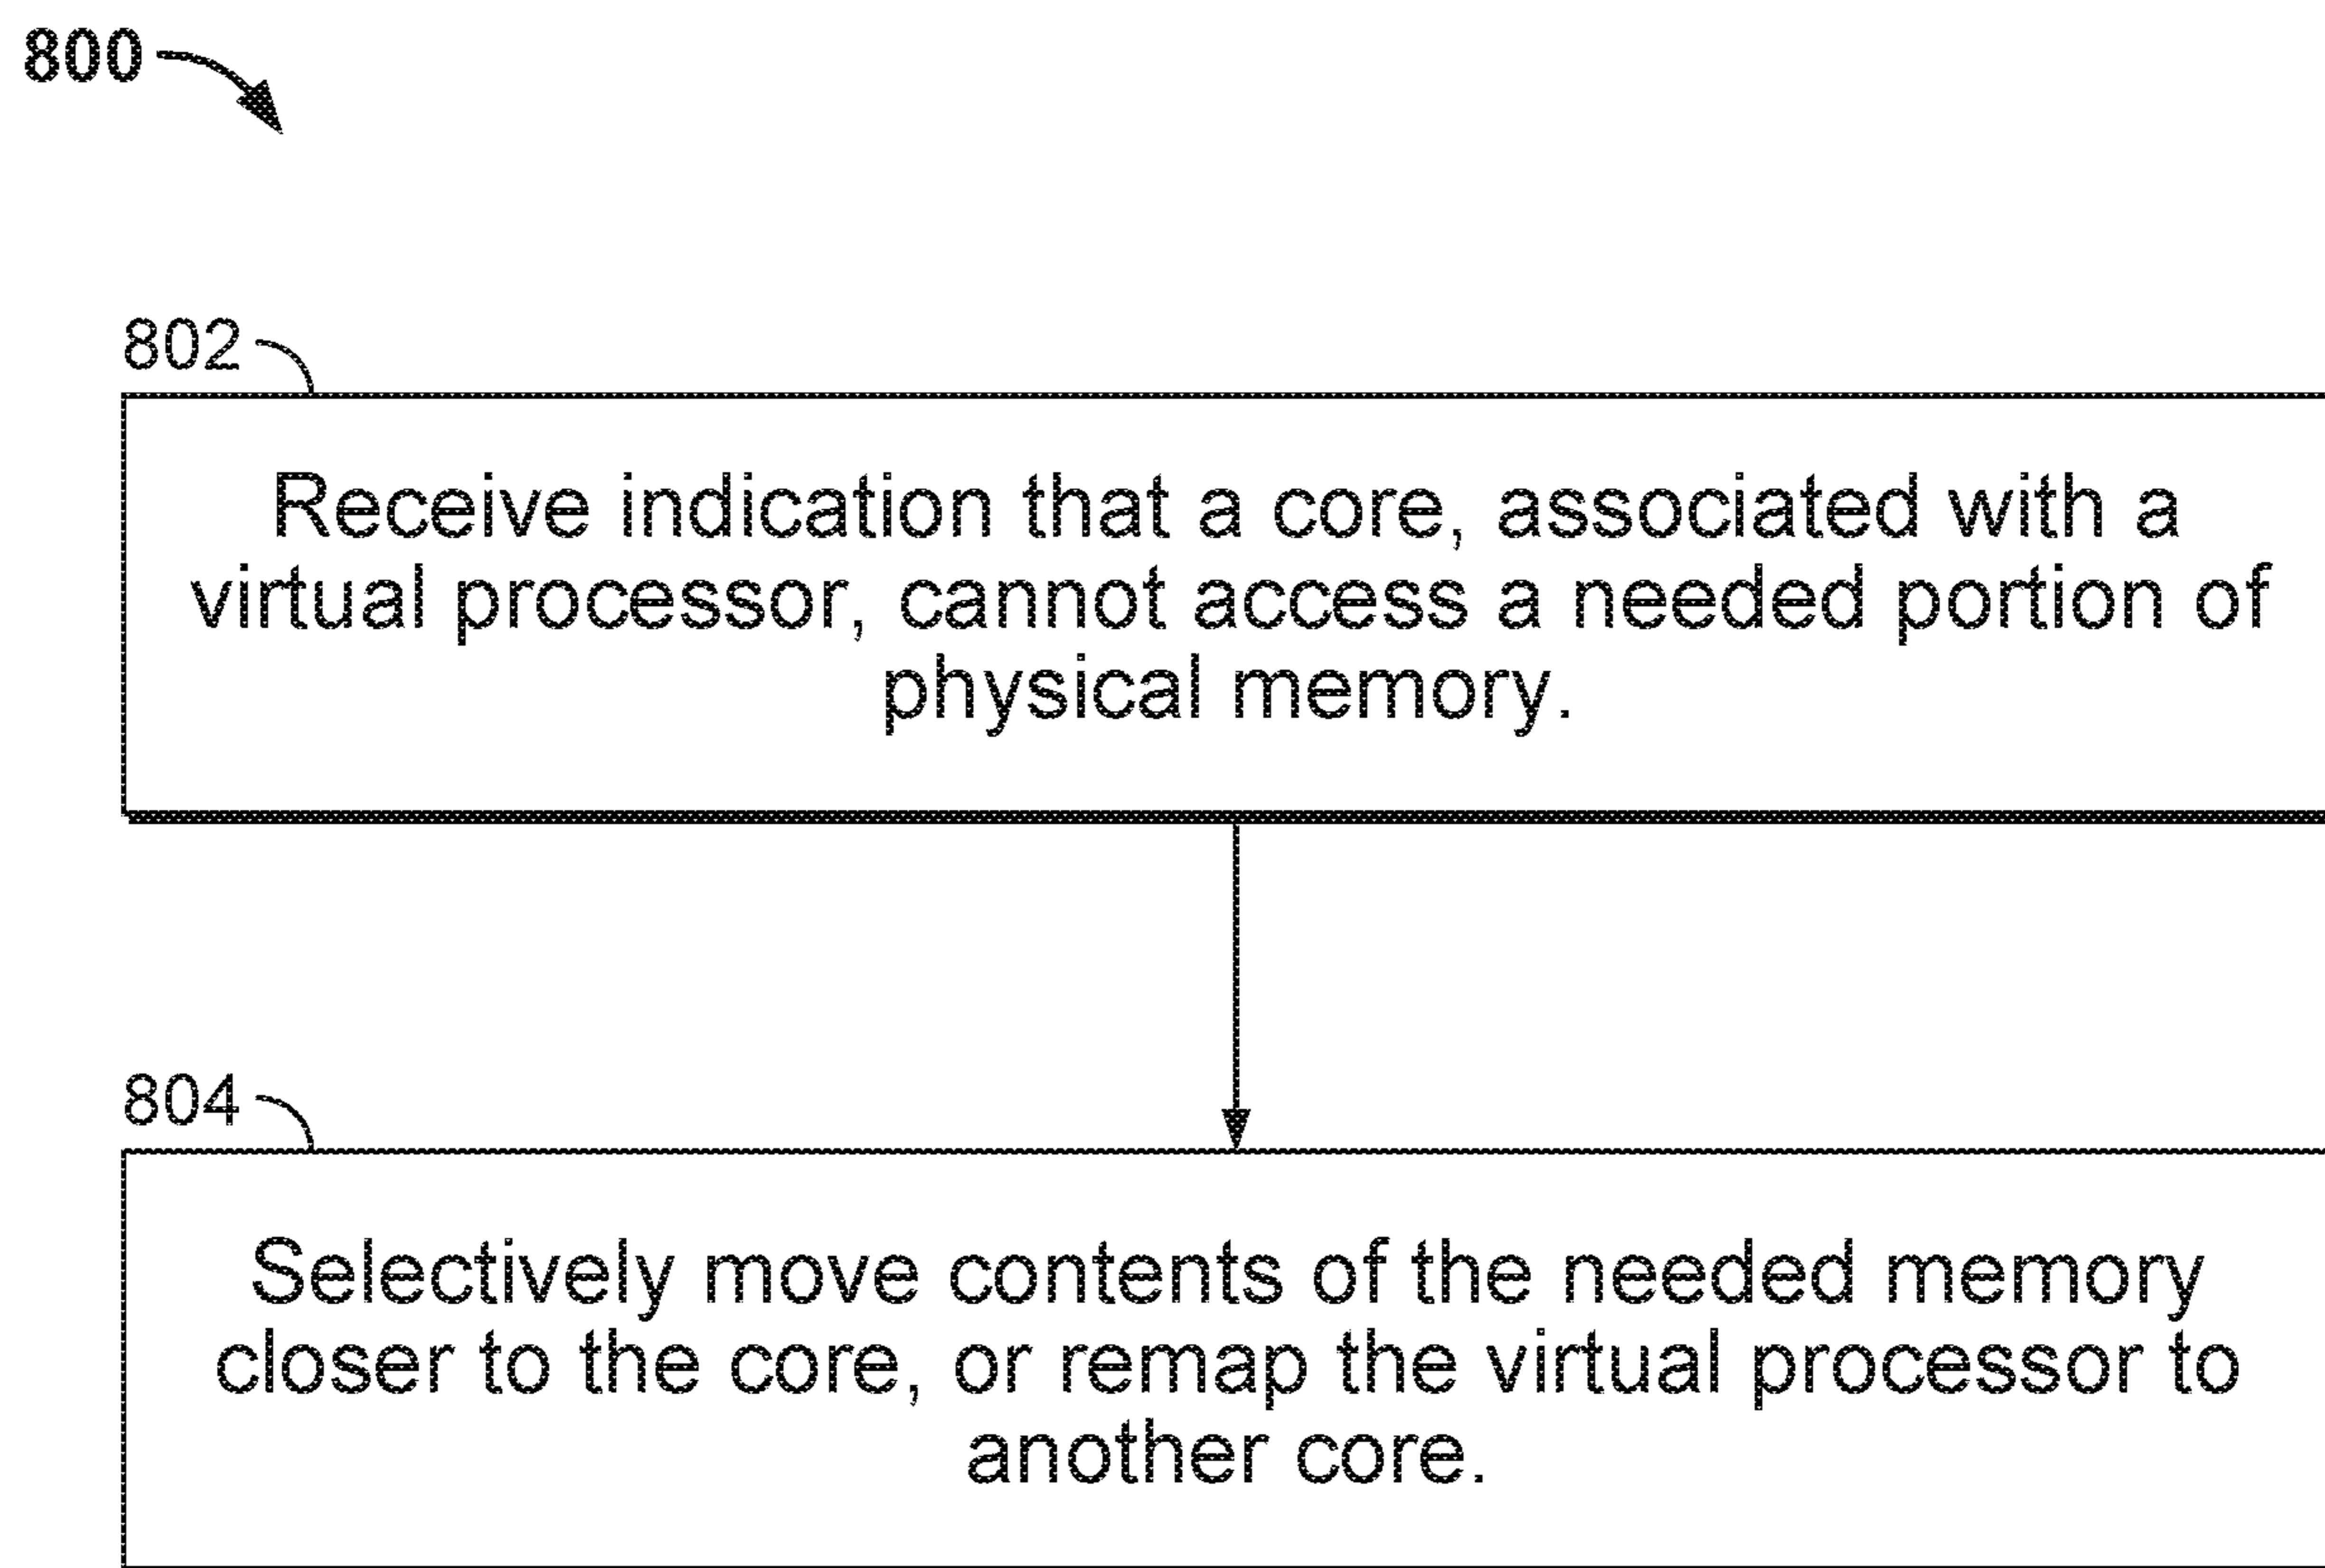 800
802
Receive indication that a core, associated with a
virtual processor, cannot access a needed portion of
physical memory.
804
Selectively move contents of the needed memory
closer to the core, or remap the virtual processor to
another core.